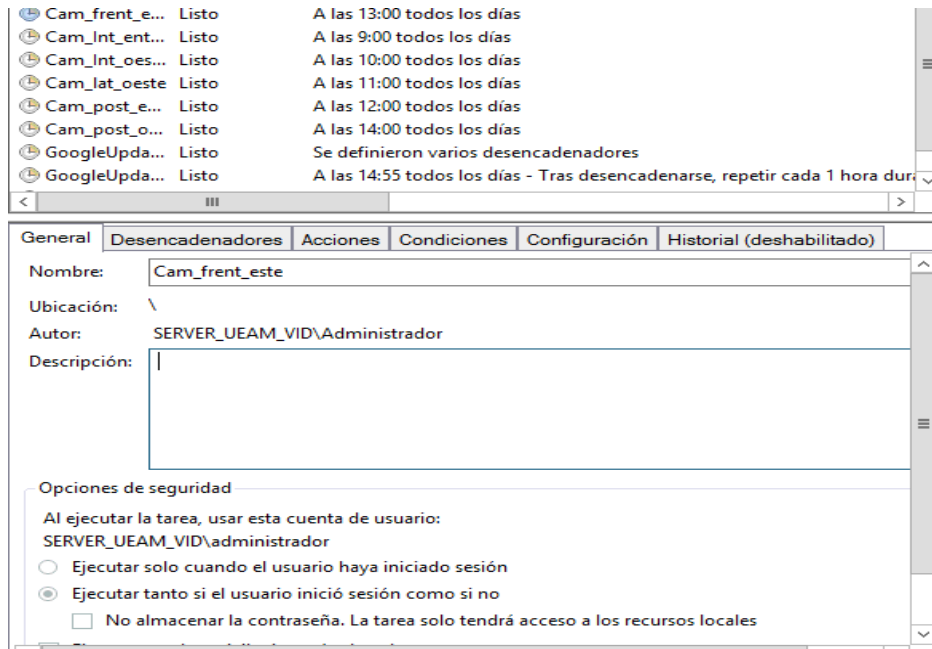 Cam_frent_e... Listo A las 13:00 todos los días
Cam_Int_ent... Listo A las 9:00 todos los días
Cam_Int_oes... Listo A las 10:00 todos los días
Cam_lat_oeste Listo A las 11:00 todos los días
Cam_post_e... Listo A las 12:00 todos los días
Cam_post_o... Listo A las 14:00 todos los días
GoogleUpda... Listo Se definieron varios desencadenadores
GoogleUpda... Listo A las 14:55 todos los días - Tras desencadenarse, repetir cada 1 hora dura
General Desencadenadores Acciones Condiciones Configuración Historial (deshabilitado)
Nombre: Cam_frent_este
Ubicación: \
Autor: SERVER_UEAM_VID\Administrador
Descripción:
Opciones de seguridad
Al ejecutar la tarea, usar esta cuenta de usuario:
SERVER_UEAM_VID\administrador
Ejecutar solo cuando el usuario haya iniciado sesión
Ejecutar tanto si el usuario inició sesión como si no
No almacenar la contraseña. La tarea solo tendrá acceso a los recursos locales